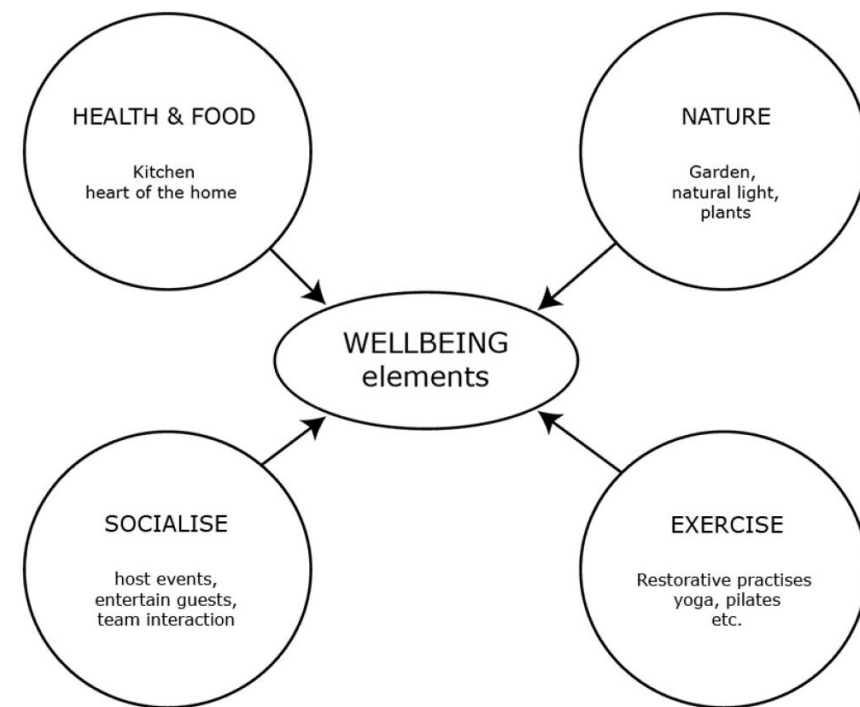 HEALTH & FOOD
Kitchen
heart of the home
NATURE
Garden,
natural light,
plants
WELLBEING
elements
SOCIALISE
host events,
entertain guests,
team interaction
EXERCISE
Restorative practises
yoga, pilates
etc.